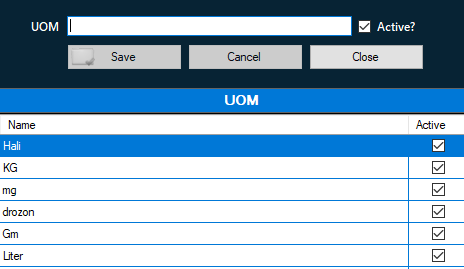 UOM Active?
Save Cancel Close
UOM
Name Active
Hali
KG
mg
drozon
Gm
Liter